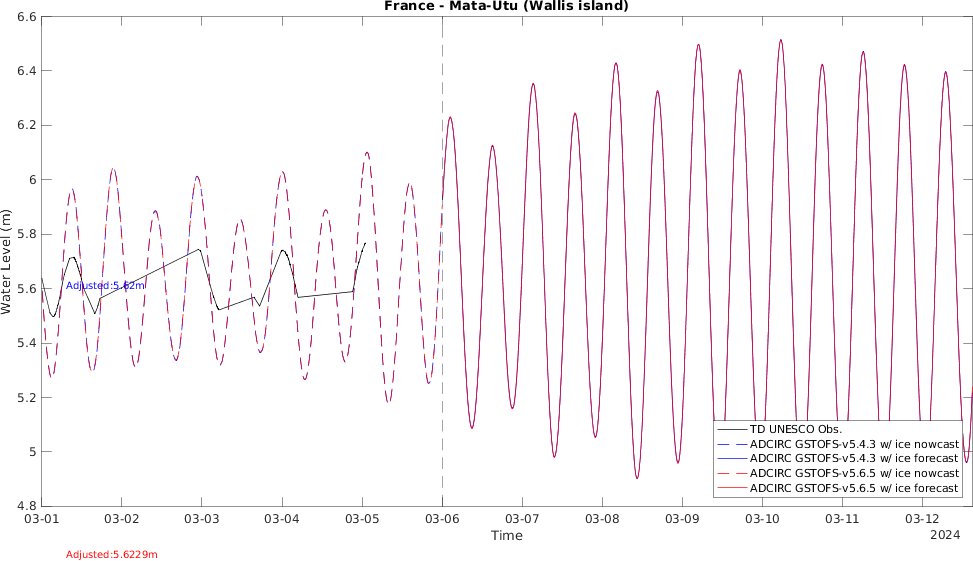 France - Mata-Utu (Wallis island)
6.6
6.4
6.2
6
5.8
5.6
5.4
5.2
5
4.8
Water Level (m)
Adjusted:5.62m
TD UNESCO Obs.
ADCIRC GSTOFS-v5.4.3 w/ ice nowcast
ADCIRC GSTOFS-v5.4.3 w/ ice forecast
ADCIRC GSTOFS-v5.6.5 w/ ice nowcast
ADCIRC GSTOFS-v5.6.5 w/ ice forecast
03-01 03-02 03-03 03-04 03-05 03-06 03-07 03-08 03-09 03-10 03-11 03-12
Time
2024
Adjusted:5.6229m